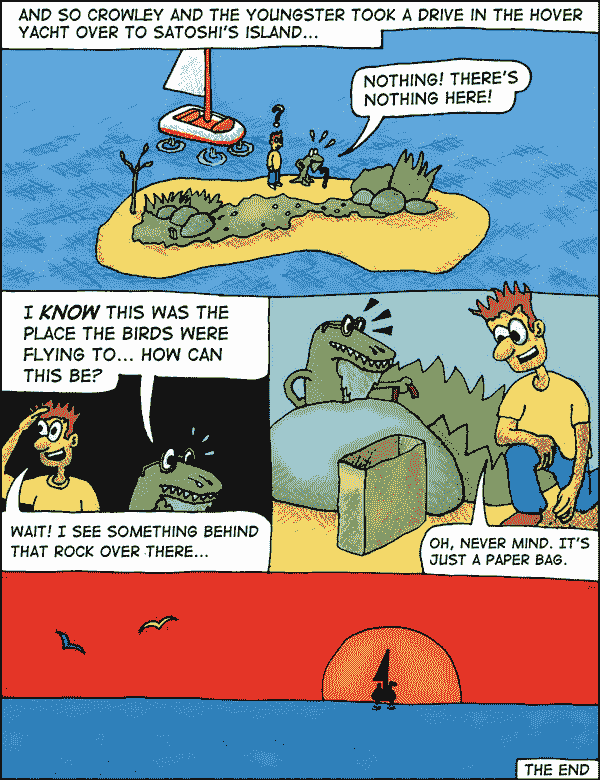 AND SO CROWLEY AND THE YOUNGSTER TOOK A DRIVE IN THE HOVER
YACHT OVER TO SATOSHI'S ISLAND...
?
NOTHING! THERE'S
NOTHING HERE!
I KNOW THIS WAS THE
PLACE THE BIRDS WERE
FLYING TO... HOW CAN
THIS BE?
WAIT! I SEE SOMETHING BEHIND
THAT ROCK OVER THERE...
OH, NEVER MIND. IT'S
JUST A PAPER BAG.
THE END